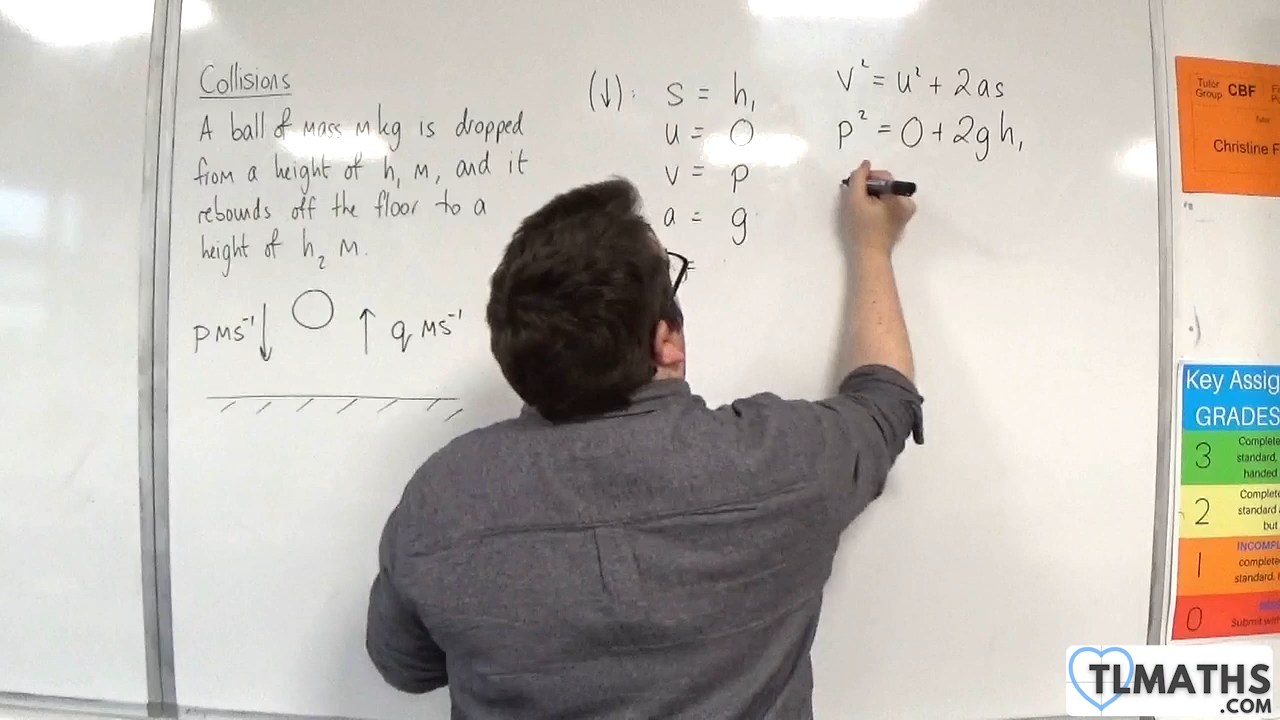 Collisions
A ball of mass m kg is dropped
from a height of h₁ m, and it
rebounds off the floor to a
height of h₂ m.
p ms⁻¹ ↓ ↑ q ms⁻¹
(↓): s = h₁
u = 0
v = p
a = g
=
v² = u² + 2as
p² = 0 + 2gh₁
Tutor
Group CBF
Tutor
Christine F
Key Assig
GRADES
3 Complete
standard,
handed
2 Complete
standard
but
INCOMPL
1 complete
standard.
0
Submit wit
TLMATHS
.COM